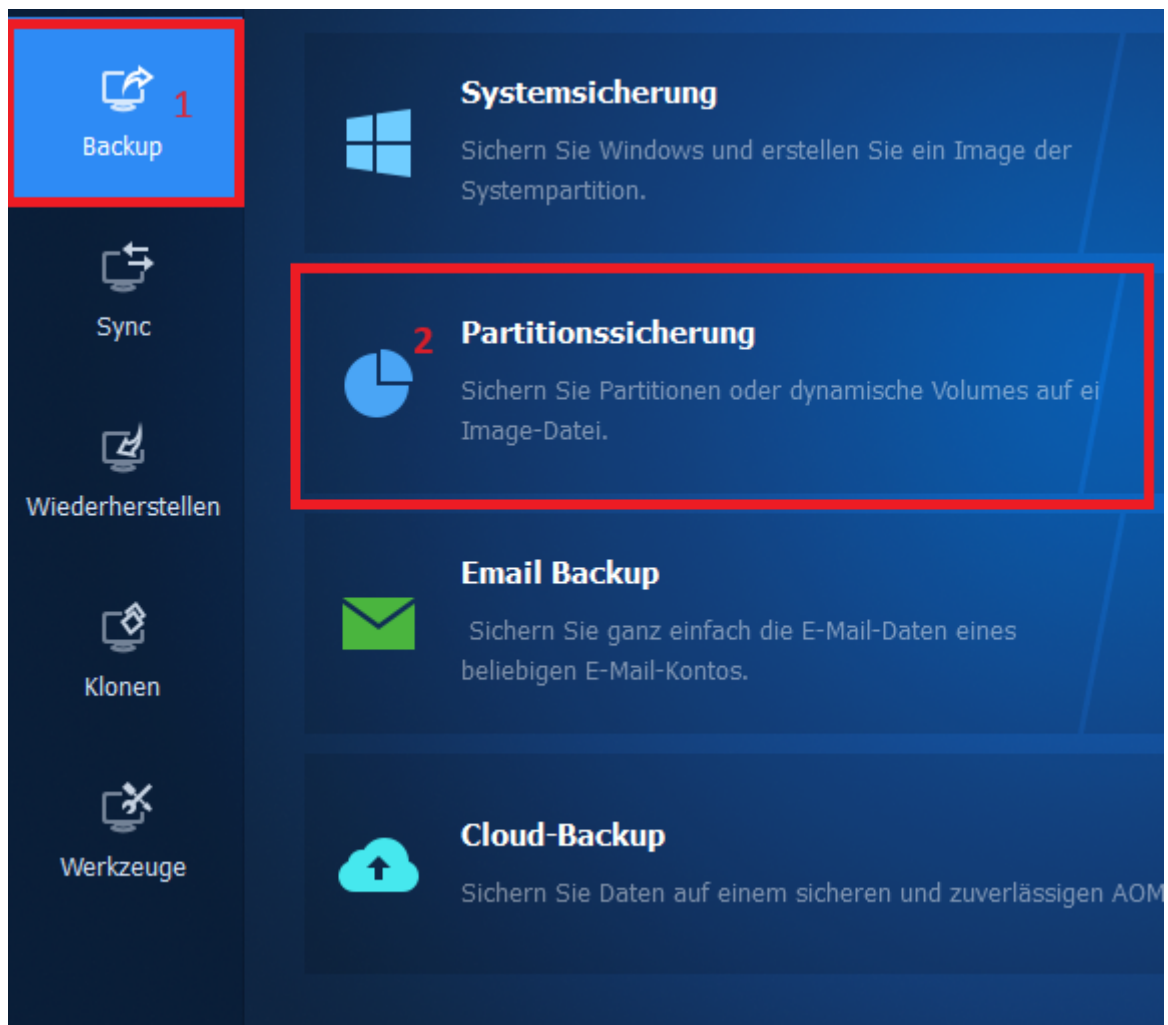 Backup
1
Sync
Wiederherstellen
Klonen
Werkzeuge
Systemsicherung
Sichern Sie Windows und erstellen Sie ein Image der
Systempartition.
2
Partitionssicherung
Sichern Sie Partitionen oder dynamische Volumes auf ei
Image-Datei.
Email Backup
Sichern Sie ganz einfach die E-Mail-Daten eines
beliebigen E-Mail-Kontos.
Cloud-Backup
Sichern Sie Daten auf einem sicheren und zuverlässigen AOM